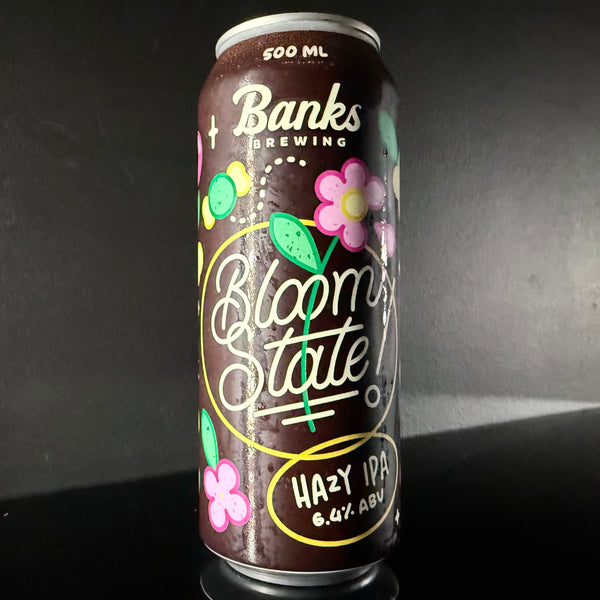 500 ML
Banks
BREWING
Bloom
State!
HAZY IPA
6.4% ABV